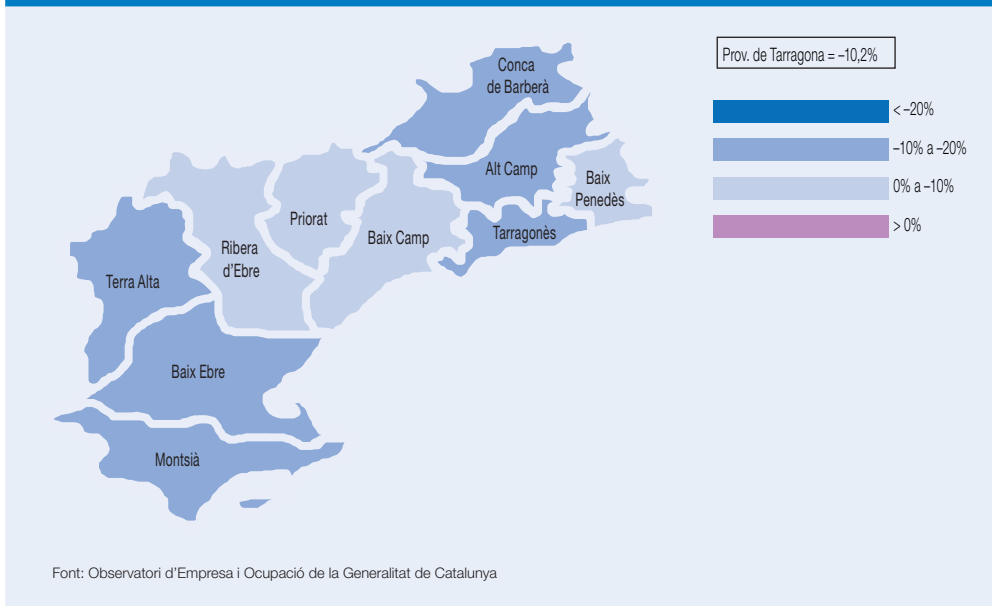 Prov. de Tarragona = –10,2%
< –20%
–10% a –20%
0% a –10%
> 0%
Conca
de Barberà
Alt Camp
Baix
Penedès
Priorat
Baix Camp
Tarragonès
Ribera
d'Ebre
Terra Alta
Baix Ebre
Montsià
Font: Observatori d'Empresa i Ocupació de la Generalitat de Catalunya